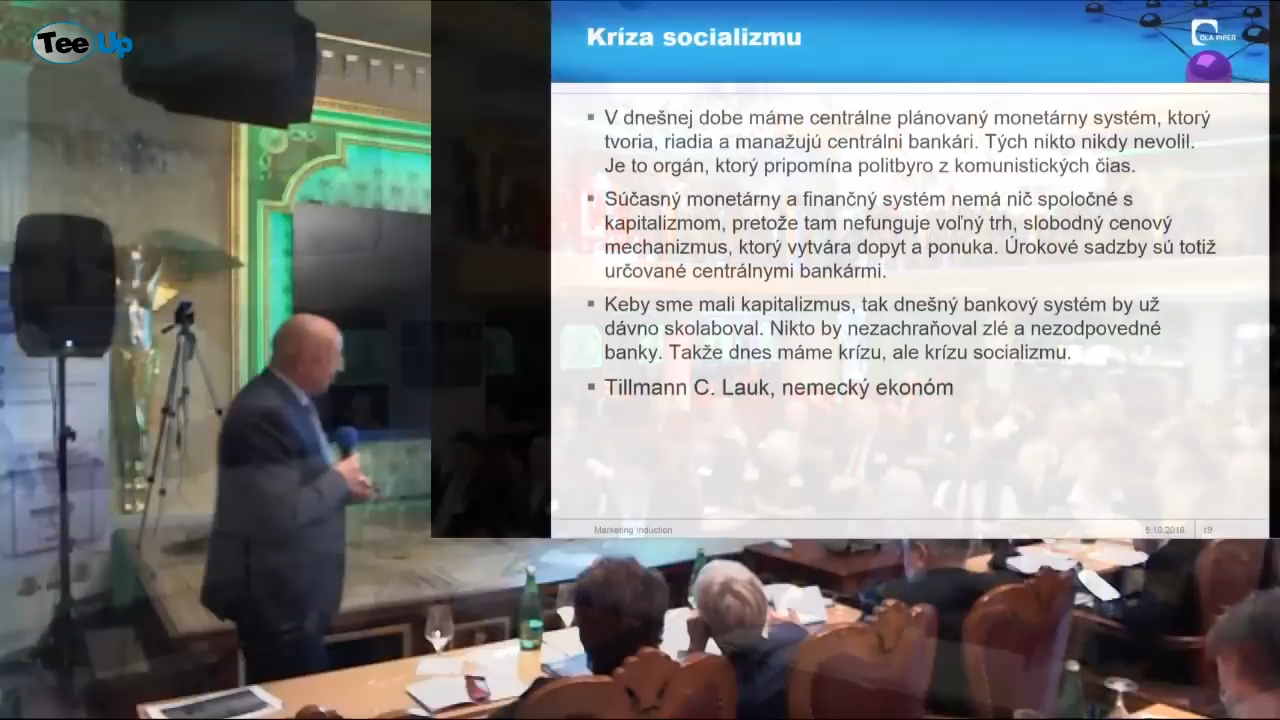 Tee Up
Kríza socializmu
DLA PIPER
V dnešnej dobe máme centrálne plánovaný monetárny systém, ktorý
tvoria, riadia a manažujú centrálni bankári. Tých nikto nikdy nevolil.
Je to orgán, ktorý pripomína politbyro z komunistických čias.
Súčasný monetárny a finančný systém nemá nič spoločné s
kapitalizmom, pretože tam nefunguje voľný trh, slobodný cenový
mechanizmus, ktorý vytvára dopyt a ponuka. Úrokové sadzby sú totiž
určované centrálnymi bankármi.
Keby sme mali kapitalizmus, tak dnešný bankový systém by už
dávno skolaboval. Nikto by nezachraňoval zlé a nezodpovedné
banky. Takže dnes máme krízu, ale krízu socializmu.
Tillmann C. Lauk, nemecký ekonóm
Marketing induction
5.10.2016 19